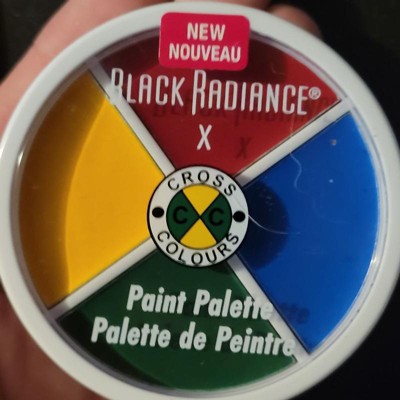 NEW
NOUVEAU
BLACK RADIANCE®
X
CROSS
C C
COLOURS
Paint Palette
Palette de Peintre